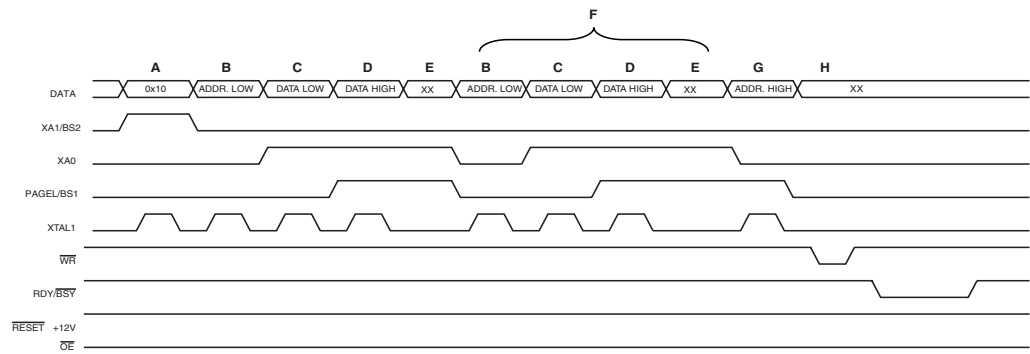 F
A B C D E B C D E G H
DATA 0x10 ADDR. LOW DATA LOW DATA HIGH XX ADDR. LOW DATA LOW DATA HIGH XX ADDR. HIGH XX
XA1/BS2
XA0
PAGEL/BS1
XTAL1
WR
RDY/BSY
RESET +12V
OE